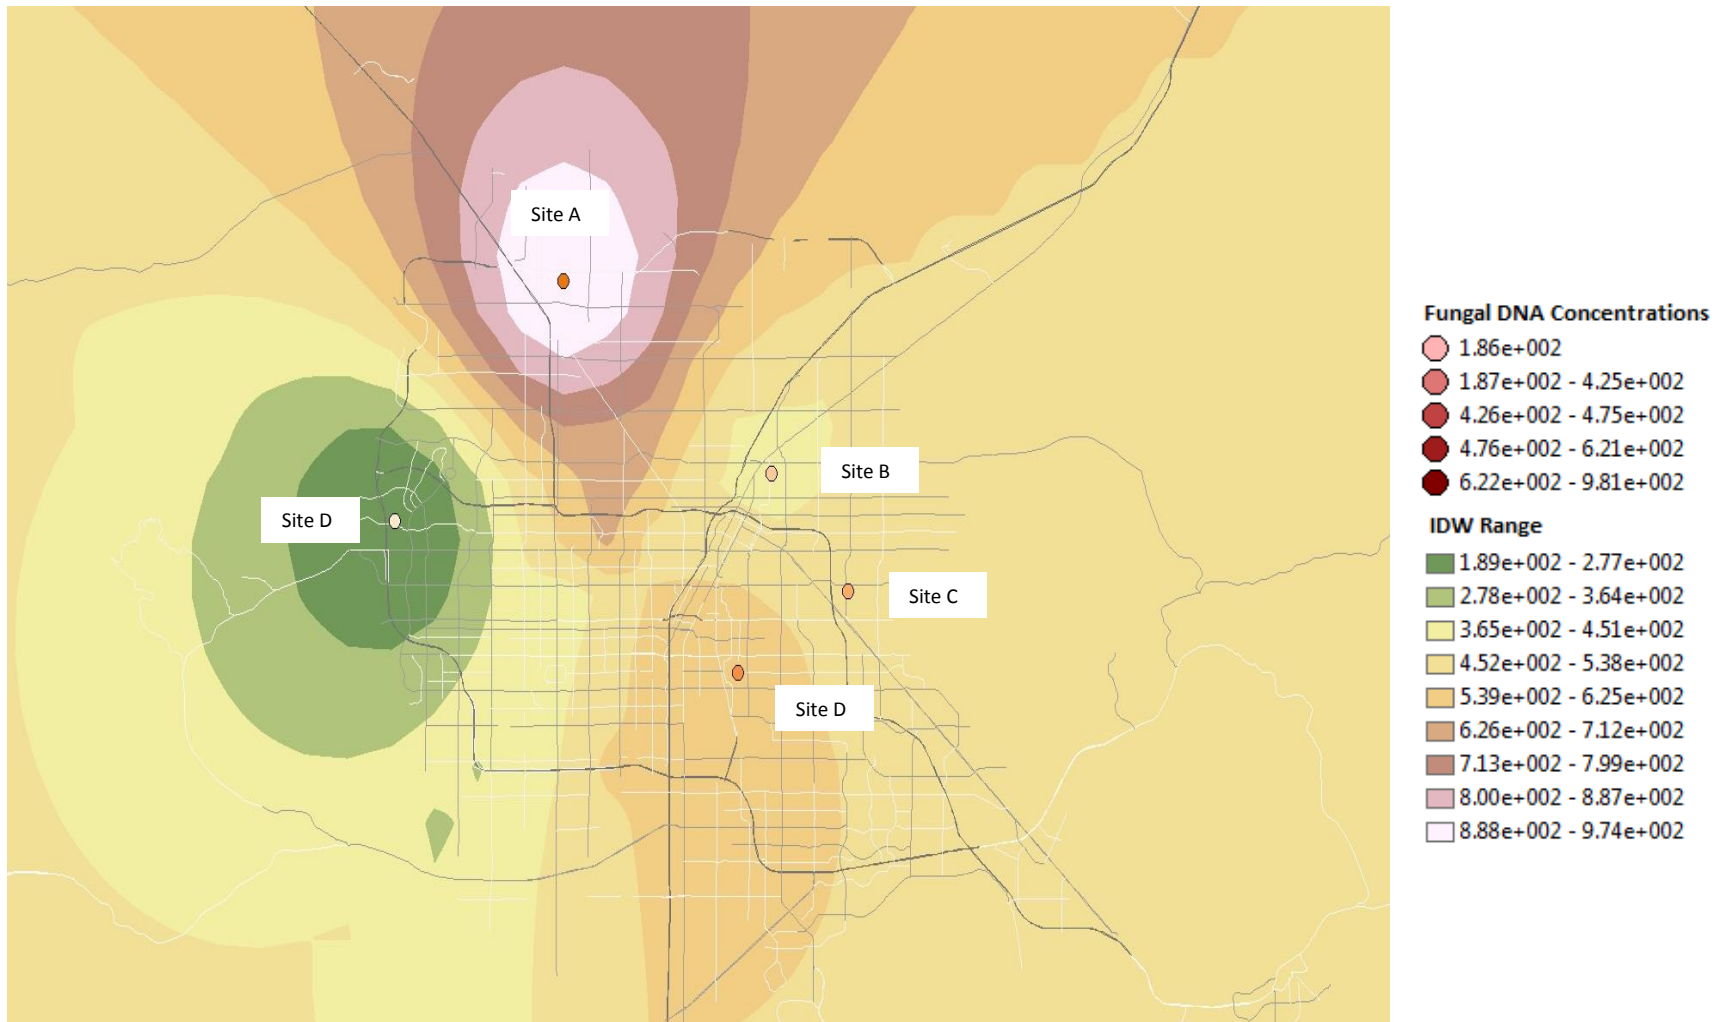 Site A
Site B
Site D
Site C
Site D
Fungal DNA Concentrations
1.86e+002
1.87e+002 - 4.25e+002
4.26e+002 - 4.75e+002
4.76e+002 - 6.21e+002
6.22e+002 - 9.81e+002
IDW Range
1.89e+002 - 2.77e+002
2.78e+002 - 3.64e+002
3.65e+002 - 4.51e+002
4.52e+002 - 5.38e+002
5.39e+002 - 6.25e+002
6.26e+002 - 7.12e+002
7.13e+002 - 7.99e+002
8.00e+002 - 8.87e+002
8.88e+002 - 9.74e+002